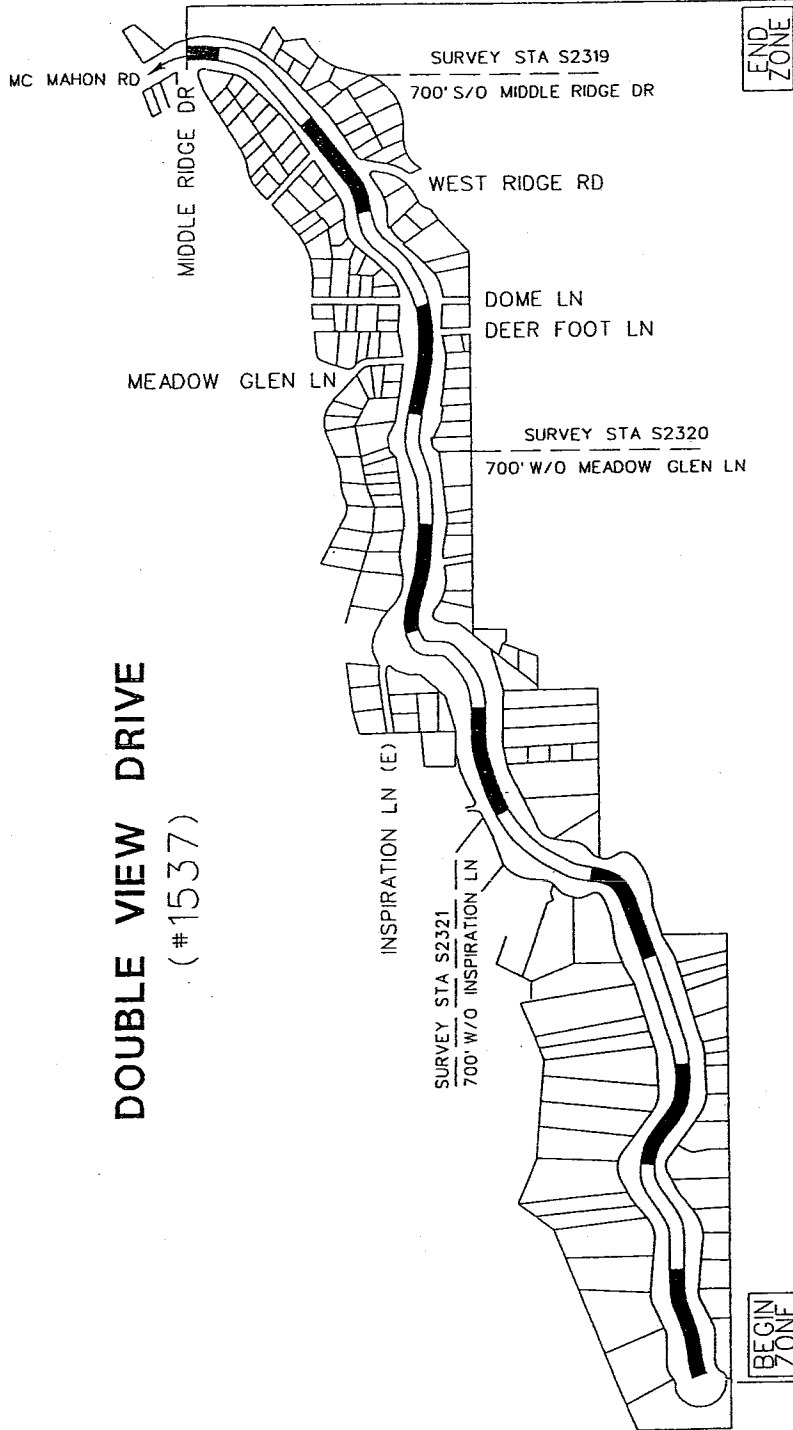 END
ZONE
SURVEY STA S2319
700' S/O MIDDLE RIDGE DR
MC MAHON RD
MIDDLE RIDGE DR
WEST RIDGE RD
DOME LN
DEER FOOT LN
MEADOW GLEN LN
SURVEY STA S2320
700' W/O MEADOW GLEN LN
DOUBLE VIEW DRIVE
(#1537)
INSPIRATION LN (E)
SURVEY STA S2321
700' W/O INSPIRATION LN
BEGIN
ZONE